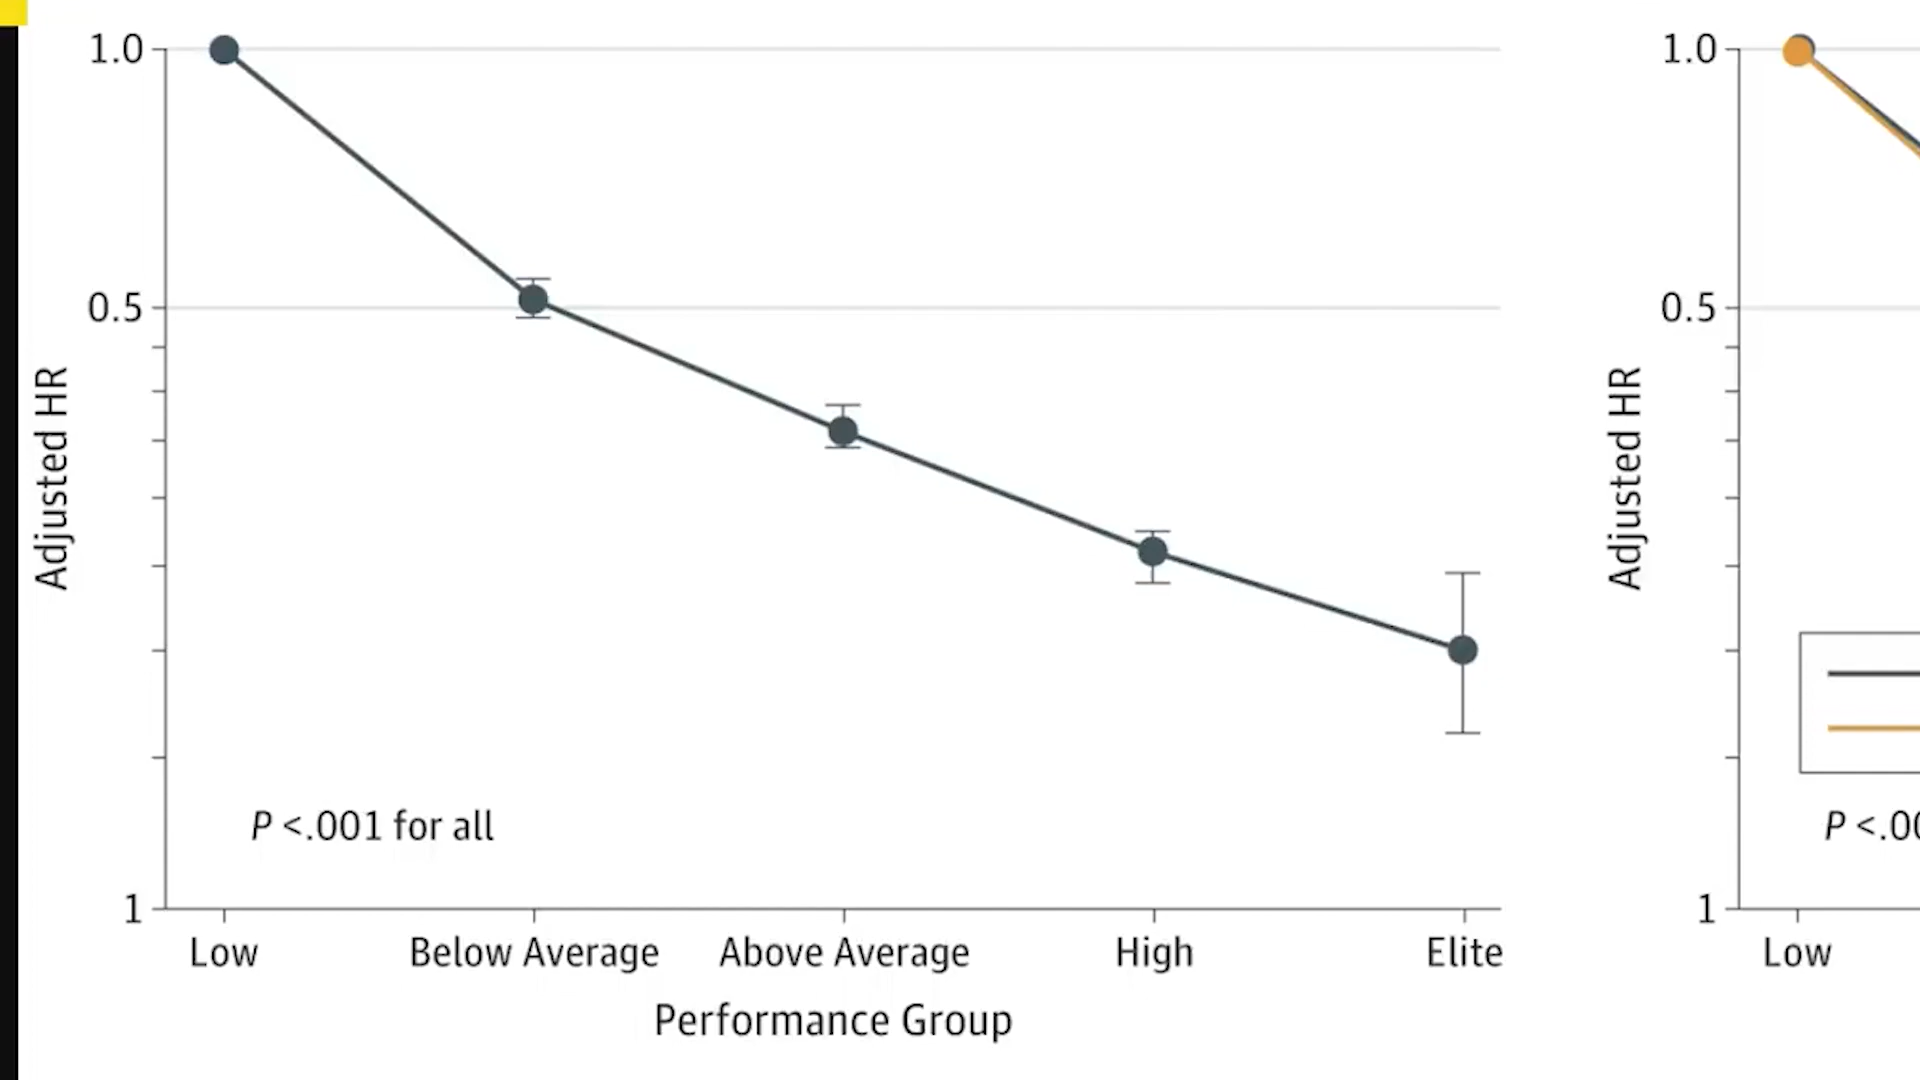 1.0
0.5
1
Adjusted HR
P <.001 for all
Low
Below Average
Above Average
High
Elite
Performance Group
1.0
0.5
1
Adjusted HR
P <.00
Low